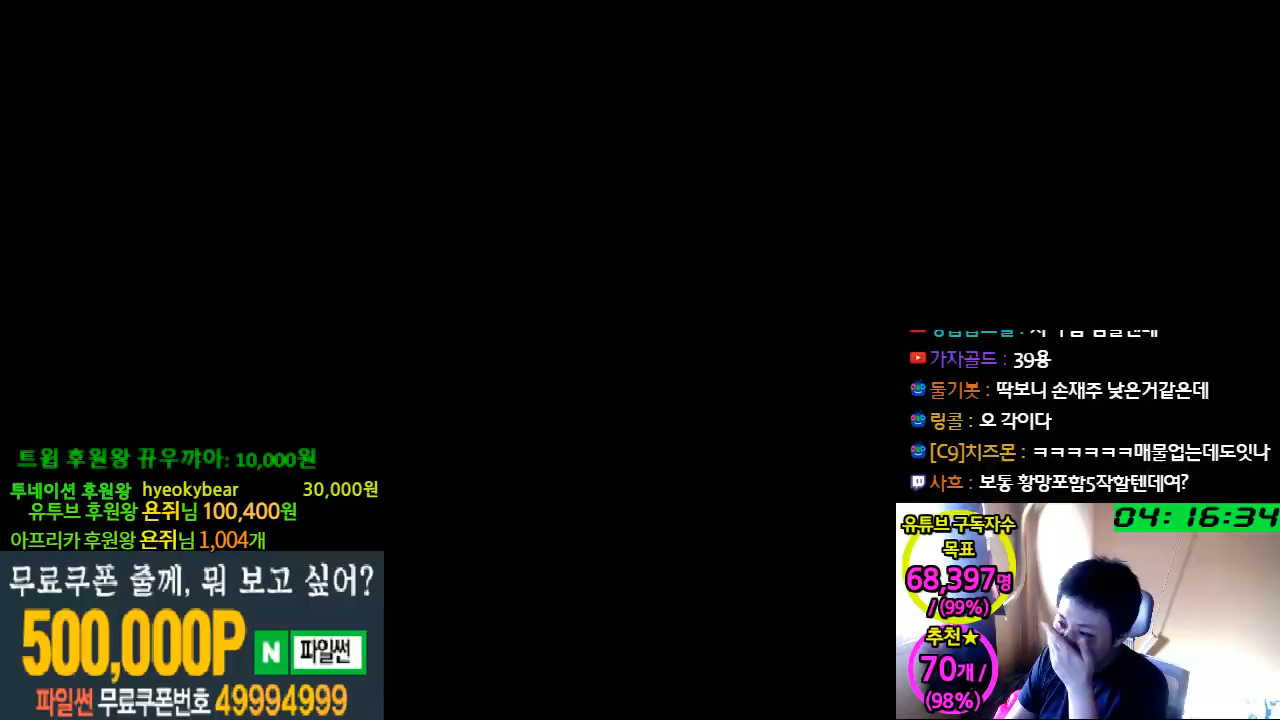 가자골드 : 39용
둘기봇 : 딱보니 손재주 낮은거같은데
링콜 : 오 각이다
[C9]치즈몬 : ㅋㅋㅋㅋㅋㅋ매물업는데도잇나
사흐 : 보통 황망포함5작할텐데여?
트윕 후원왕 뀨우꺄아: 10,000원
투네이션 후원왕 hyeokybear 30,000원
유투브 후원왕 욘쥐님 100,400원
아프리카 후원왕 욘쥐님 1,004개
무료쿠폰 줄께, 뭐 보고 싶어?
500,000P N 파일썬
파일썬 무료쿠폰번호 49994999
04:16:34
유튜브 구독자수
목표
68,397명
/ (99%)
추천★
70개 /
(98%)